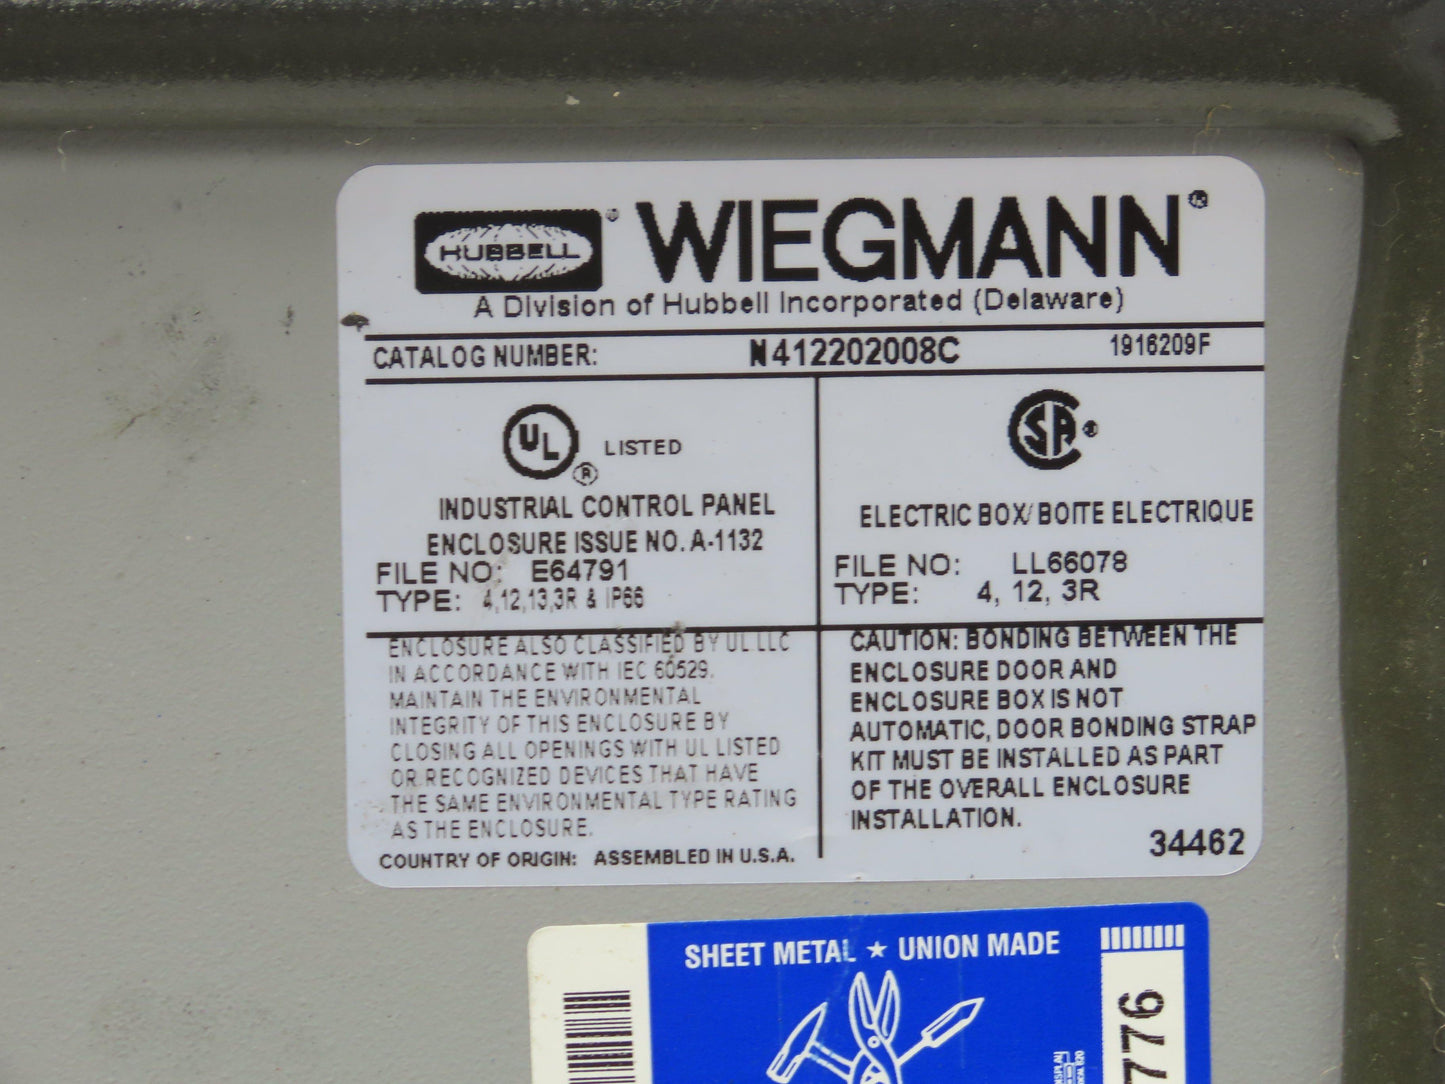 HUBBELL ® WIEGMANN®
A Division of Hubbell Incorporated (Delaware)
CATALOG NUMBER: N412202008C 1916209F
UL ® LISTED
INDUSTRIAL CONTROL PANEL
ENCLOSURE ISSUE NO. A-1132
FILE NO: E64791
TYPE: 4,12,13,3R & IP66
SA ®
ELECTRIC BOX/ BOITE ELECTRIQUE
FILE NO: LL66078
TYPE: 4, 12, 3R
ENCLOSURE ALSO CLASSIFIED BY UL LLC
IN ACCORDANCE WITH IEC 60529.
MAINTAIN THE ENVIRONMENTAL
INTEGRITY OF THIS ENCLOSURE BY
CLOSING ALL OPENINGS WITH UL LISTED
OR RECOGNIZED DEVICES THAT HAVE
THE SAME ENVIRONMENTAL TYPE RATING
AS THE ENCLOSURE.
COUNTRY OF ORIGIN: ASSEMBLED IN U.S.A.
CAUTION: BONDING BETWEEN THE
ENCLOSURE DOOR AND
ENCLOSURE BOX IS NOT
AUTOMATIC, DOOR BONDING STRAP
KIT MUST BE INSTALLED AS PART
OF THE OVERALL ENCLOSURE
INSTALLATION.
34462
SHEET METAL ★ UNION MADE
776